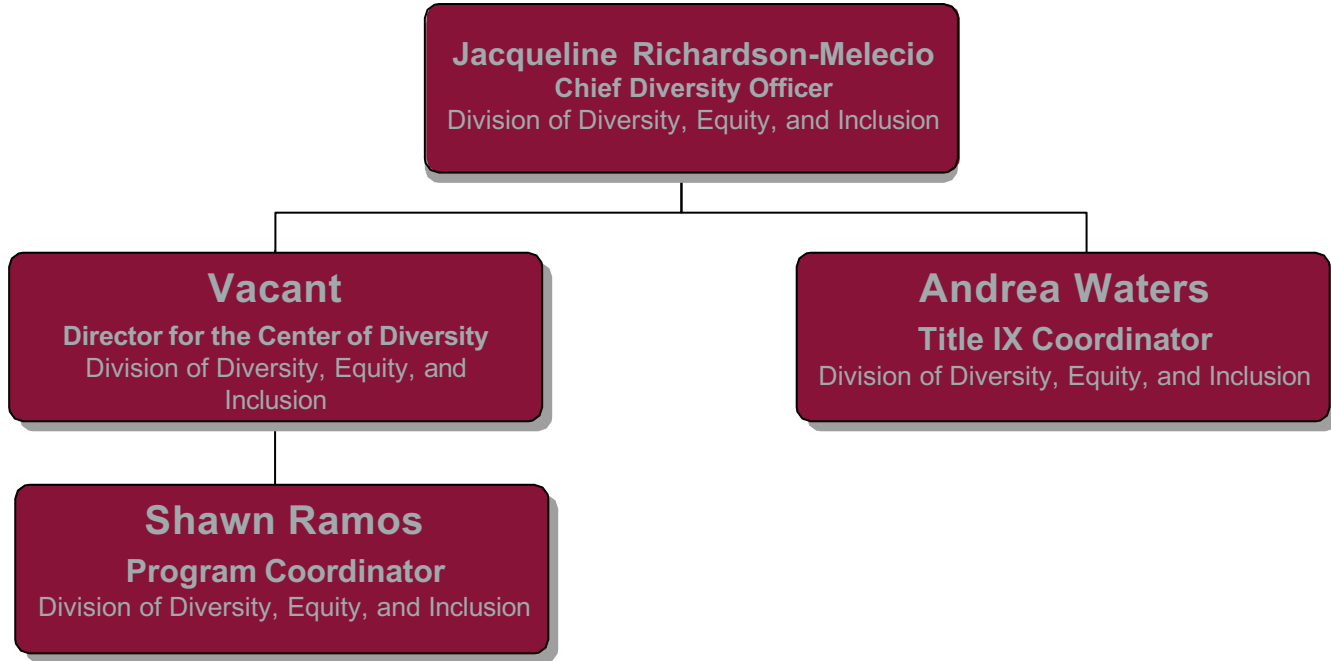 Jacqueline Richardson-Melecio
Chief Diversity Officer
Division of Diversity, Equity, and Inclusion
Vacant
Director for the Center of Diversity
Division of Diversity, Equity, and
Inclusion
Andrea Waters
Title IX Coordinator
Division of Diversity, Equity, and Inclusion
Shawn Ramos
Program Coordinator
Division of Diversity, Equity, and Inclusion